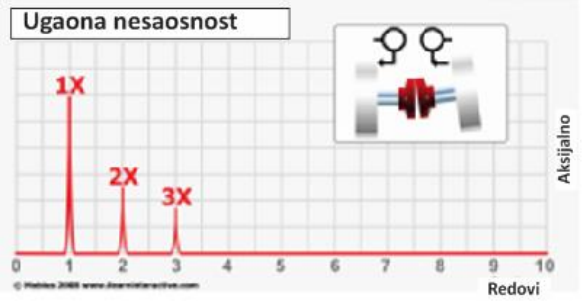 Ugaona nesaosnost
1X
2X
3X
Aksijalno
0 1 2 3 4 5 6 7 8 9 10
© Mobius 2008 www.ilearninteractive.com
Redovi